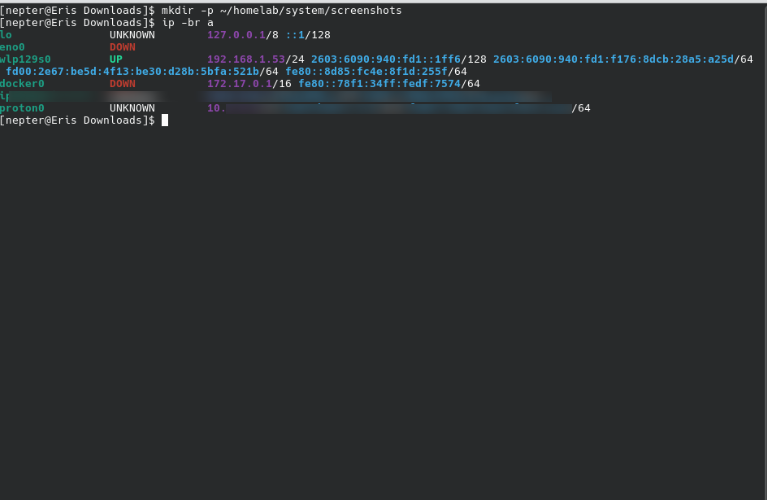 [nepter@Eris Downloads]$ mkdir -p ~/homelab/system/screenshots
[nepter@Eris Downloads]$ ip -br a
lo UNKNOWN 127.0.0.1/8 ::1/128
eno0 DOWN
wlp129s0 UP 192.168.1.53/24 2603:6090:940:fd1::1ff6/128 2603:6090:940:fd1:f176:8dcb:28a5:a25d/64
fd00:2e67:be5d:4f13:be30:d28b:5bfa:521b/64 fe80::8d85:fc4e:8f1d:255f/64
docker0 DOWN 172.17.0.1/16 fe80::78f1:34ff:fedf:7574/64
proton0 UNKNOWN 10. /64
[nepter@Eris Downloads]$